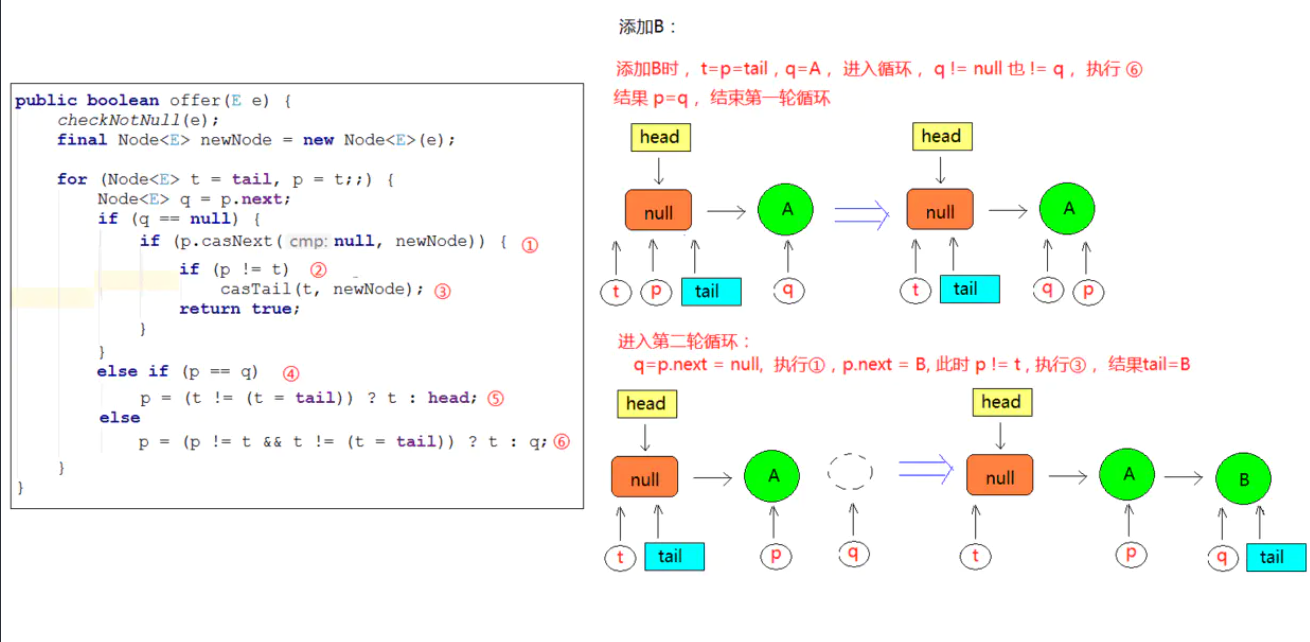 public boolean offer(E e) {
checkNotNull(e);
final Node<E> newNode = new Node<E>(e);
for (Node<E> t = tail, p = t;;) {
Node<E> q = p.next;
if (q == null) {
if (p.casNext( cmp: null, newNode)) { ①
if (p != t) ②
casTail(t, newNode); ③
return true;
}
}
else if (p == q) ④
p = (t != (t = tail)) ? t : head; ⑤
else
p = (p != t && t != (t = tail)) ? t : q; ⑥
}
}
添加B：
添加B时，t=p=tail，q=A，进入循环，q != null 也 != q，执行 ⑥
结果 p=q，结束第一轮循环
head
null
A
t
p
tail
q
head
null
A
t
tail
q
p
进入第二轮循环：
q=p.next = null, 执行①，p.next = B, 此时 p != t , 执行③，结果tail=B
head
null
A
t
tail
p
q
head
null
A
B
t
p
q
tail